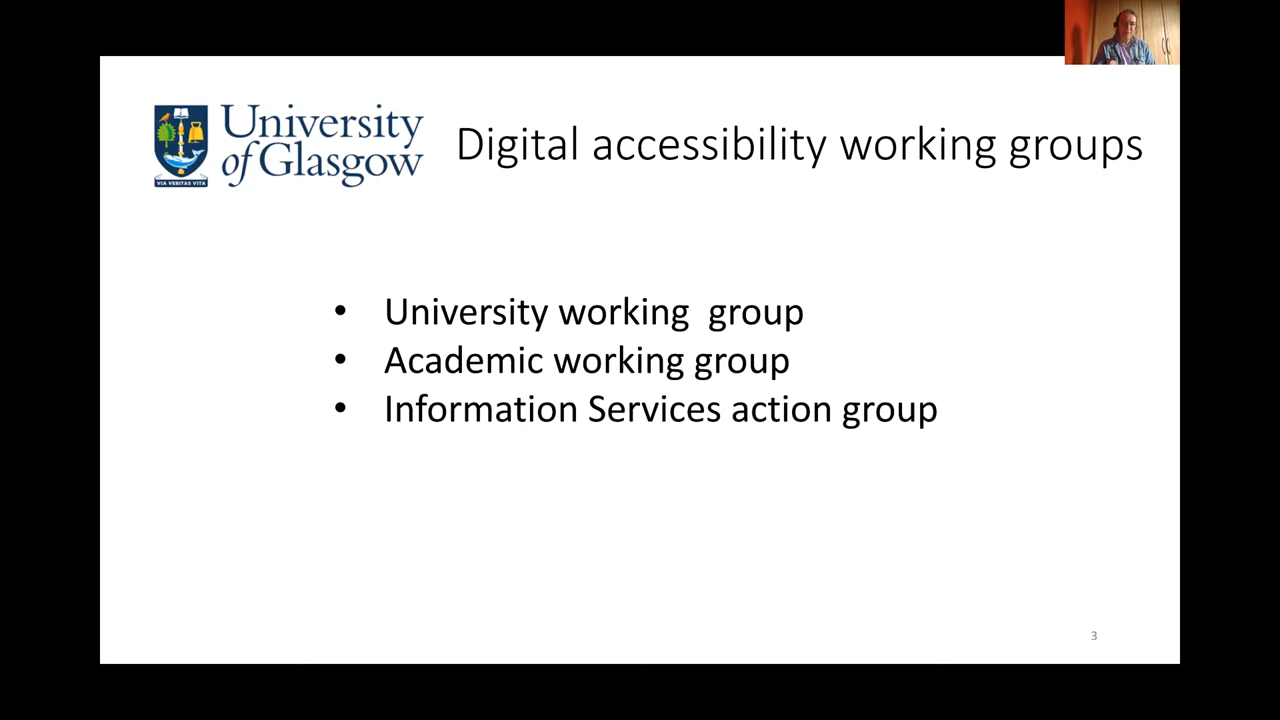 University
of Glasgow
VIA VERITAS VITA
Digital accessibility working groups
• University working  group
• Academic working group
• Information Services action group
3